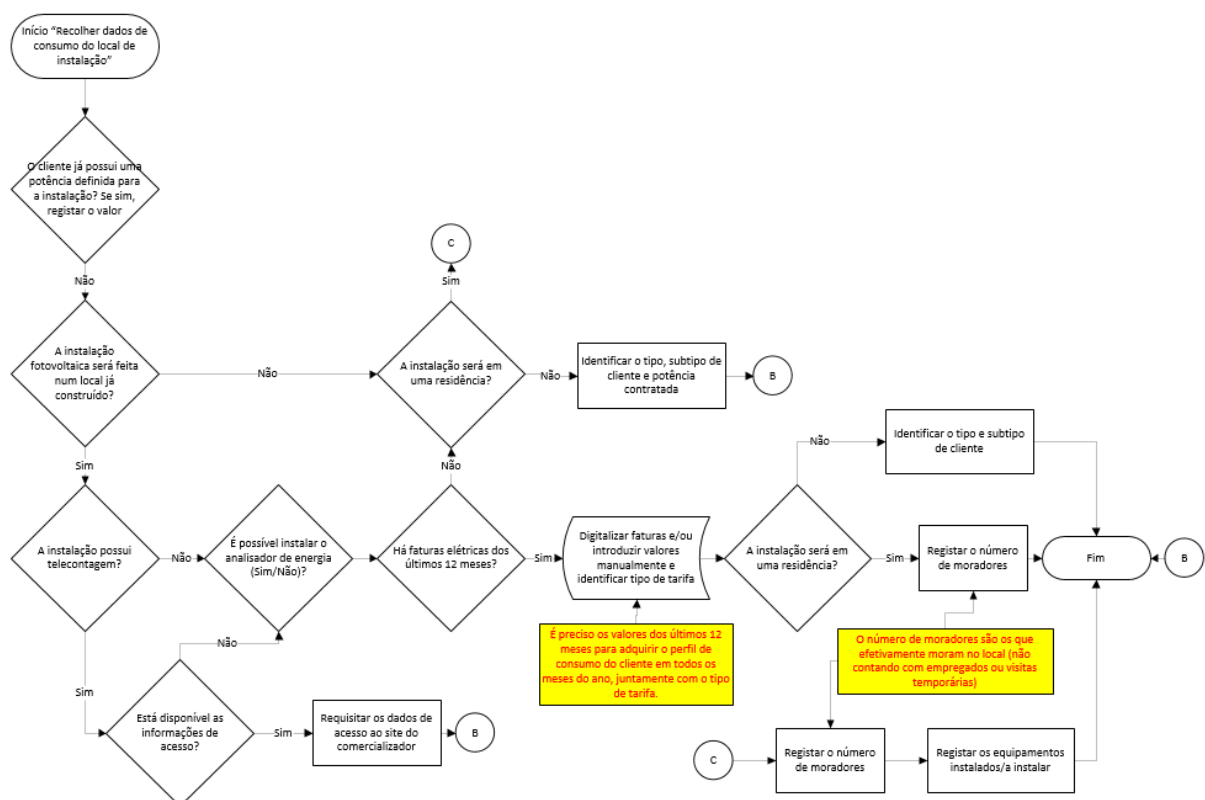 Início “Recolher dados de
consumo do local de
instalação”
O cliente já possui uma
potência definida para
a instalação? Se sim,
registar o valor
C
Não
Sim
A instalação
fotovoltaica será feita
num local já
construído?
Não
A instalação será em
uma residência?
Não
Identificar o tipo, subtipo de
cliente e potência
contratada
B
Sim
Não
Não
Identificar o tipo e subtipo
de cliente
A instalação possui
telecontagem?
Não
É possível instalar o
analisador de energia
(Sim/Não)?
Há faturas elétricas dos
últimos 12 meses?
Sim
Digitalizar faturas e/ou
introduzir valores
manualmente e
identificar tipo de tarifa
A instalação será em
uma residência?
Sim
Registar o número
de moradores
Fim
B
Não
É preciso os valores dos últimos 12
meses para adquirir o perfil de
consumo do cliente em todos os
meses do ano, juntamente com o tipo
de tarifa.
O número de moradores são os que
efetivamente moram no local (não
contando com empregados ou visitas
temporárias)
Sim
Está disponível as
informações de
acesso?
Sim
Requisitar os dados de
acesso ao site do
comercializador
B
C
Registar o número
de moradores
Registar os equipamentos
instalados/a instalar